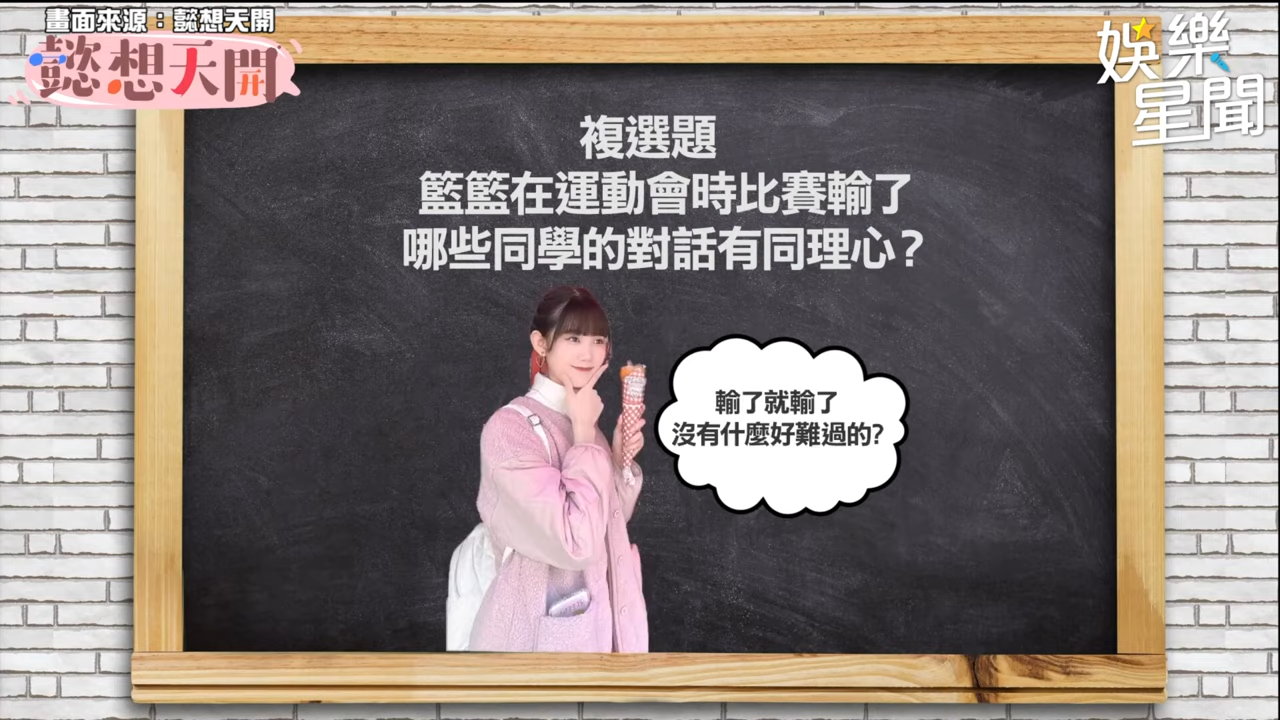 畫面來源：懿想天開
懿想天開
娛樂
星聞
複選題
籃籃在運動會時比賽輸了
哪些同學的對話有同理心？
輸了就輸了
沒有什麼好難過的?